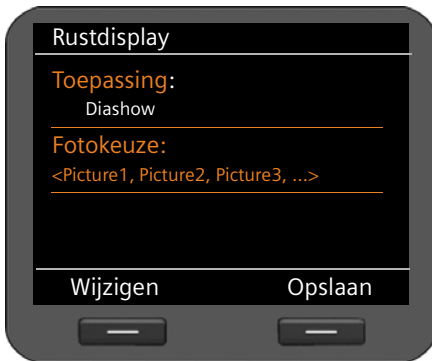 Rustdisplay
Toepassing:
Diashow
Fotokeuze:
<Picture1, Picture2, Picture3, ...>
Wijzigen Opslaan